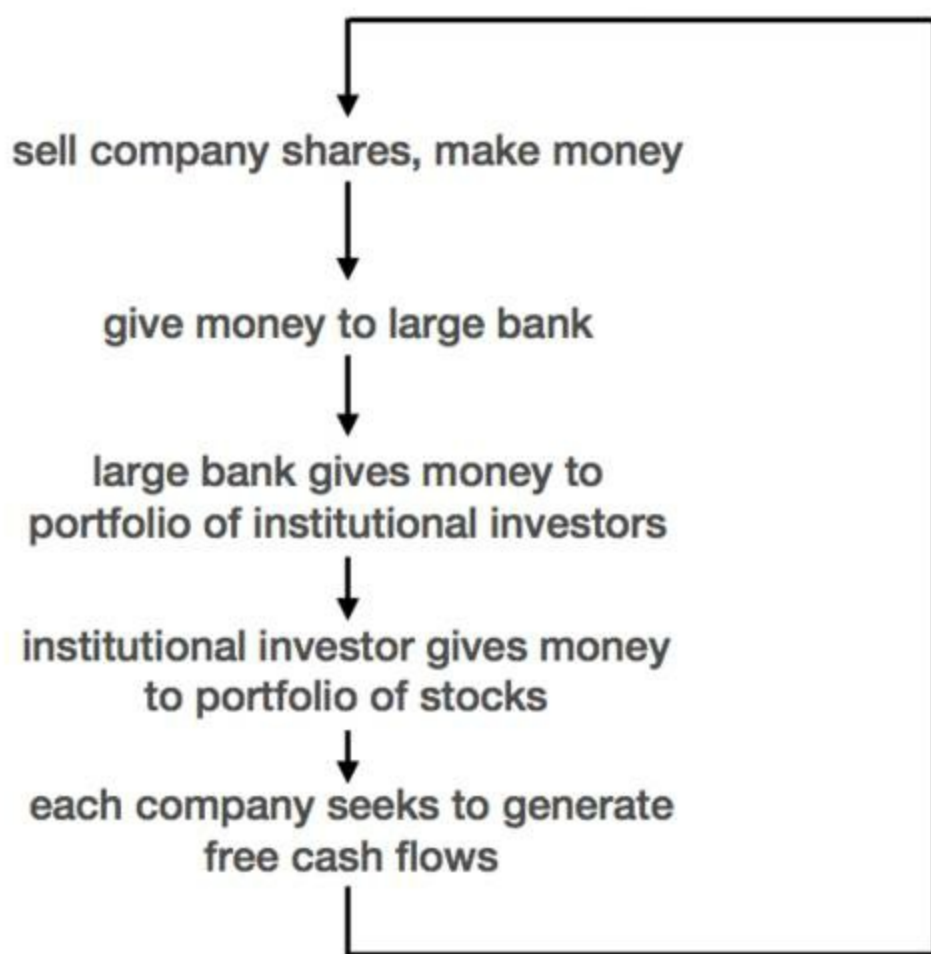 sell company shares, make money
give money to large bank
large bank gives money to
portfolio of institutional investors
institutional investor gives money
to portfolio of stocks
each company seeks to generate
free cash flows